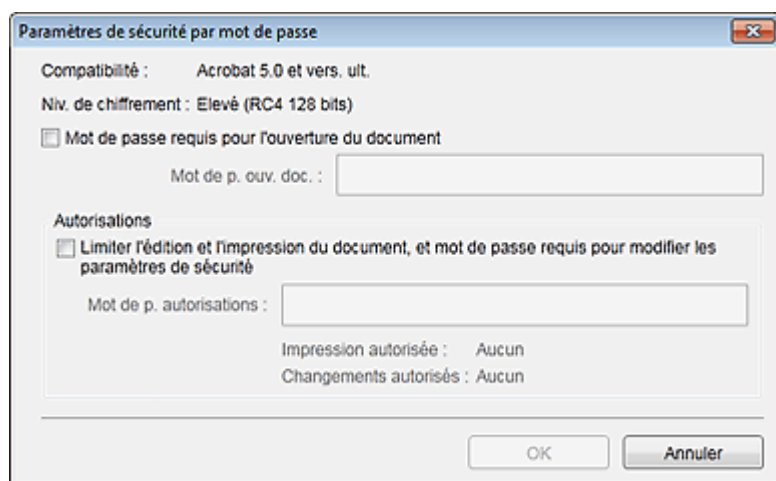 Paramètres de sécurité par mot de passe
Compatibilité : Acrobat 5.0 et vers. ult.
Niv. de chiffrement : Elevé (RC4 128 bits)
Mot de passe requis pour l'ouverture du document
Mot de p. ouv. doc. :
Autorisations
Limiter l'édition et l'impression du document, et mot de passe requis pour modifier les
paramètres de sécurité
Mot de p. autorisations :
Impression autorisée : Aucun
Changements autorisés : Aucun
OK Annuler